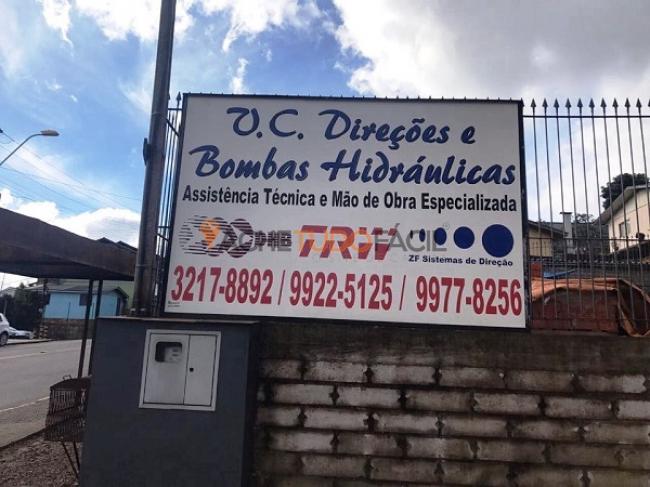 V.C. Direções e
Bombas Hidráulicas
Assistência Técnica e Mão de Obra Especializada
TRW
ZF Sistemas de Direção
3217-8892 / 9922-5125 / 9977-8256